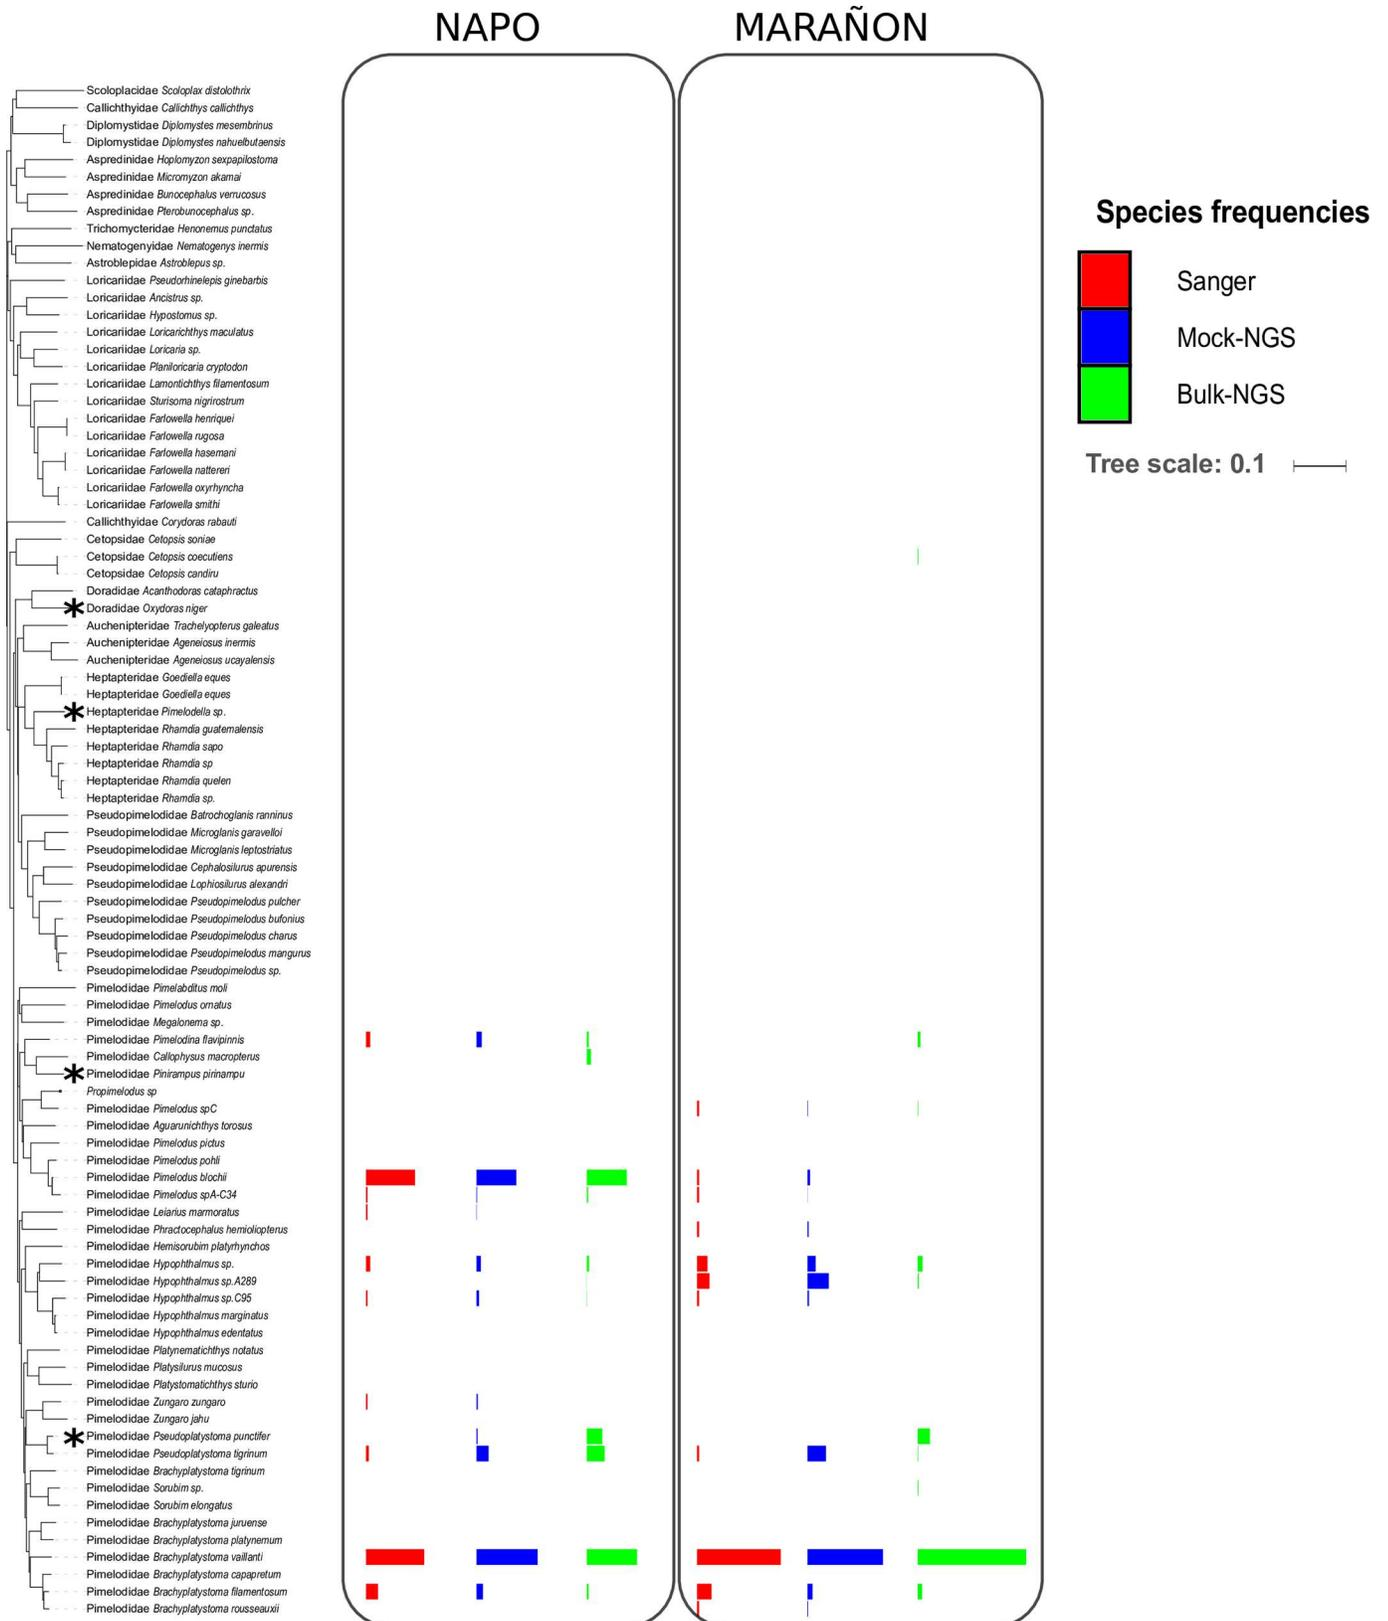 NAPO
MARAÑON
Scoloplacidae Scoloplax distolothrix
Callichthyidae Callichthys callichthys
Diplomystidae Diplomystes mesembrinus
Diplomystidae Diplomystes nahuelbutaensis
Aspredinidae Hoplomyzon sexpapilostoma
Aspredinidae Micromyzon akamai
Aspredinidae Bunocephalus verrucosus
Aspredinidae Pterobunocephalus sp.
Trichomycteridae Henonemus punctatus
Nematogenyidae Nematogenys inermis
Astroblepidae Astroblepus sp.
Loricariidae Pseudorhinelepis ginebarbis
Loricariidae Ancistrus sp.
Loricariidae Hypostomus sp.
Loricariidae Loricarichthys maculatus
Loricariidae Loricaria sp.
Loricariidae Planiloricaria cryptodon
Loricariidae Lamontichthys filamentosum
Loricariidae Sturisoma nigrirostrum
Loricariidae Farlowella henriquei
Loricariidae Farlowella rugosa
Loricariidae Farlowella hasemani
Loricariidae Farlowella nattereri
Loricariidae Farlowella oxyrhyncha
Loricariidae Farlowella smithi
Callichthyidae Corydoras rabauti
Cetopsidae Cetopsis soniae
Cetopsidae Cetopsis coecutiens
Cetopsidae Cetopsis candiru
Doradidae Acanthodoras cataphractus
* Doradidae Oxydoras niger
Auchenipteridae Trachelyopterus galeatus
Auchenipteridae Ageneiosus inermis
Auchenipteridae Ageneiosus ucayalensis
Heptapteridae Goediella eques
Heptapteridae Goediella eques
* Heptapteridae Pimelodella sp.
Heptapteridae Rhamdia guatemalensis
Heptapteridae Rhamdia sapo
Heptapteridae Rhamdia sp
Heptapteridae Rhamdia quelen
Heptapteridae Rhamdia sp.
Pseudopimelodidae Batrochoglanis ranninus
Pseudopimelodidae Microglanis garavelloi
Pseudopimelodidae Microglanis leptostriatus
Pseudopimelodidae Cephalosilurus apurensis
Pseudopimelodidae Lophiosilurus alexandri
Pseudopimelodidae Pseudopimelodus pulcher
Pseudopimelodidae Pseudopimelodus bufonius
Pseudopimelodidae Pseudopimelodus charus
Pseudopimelodidae Pseudopimelodus mangurus
Pseudopimelodidae Pseudopimelodus sp.
Pimelodidae Pimelabditus moli
Pimelodidae Pimelodus ornatus
Pimelodidae Megalonema sp.
Pimelodidae Pimelodina flavipinnis
Pimelodidae Callophysus macropterus
* Pimelodidae Pinirampus pirinampu
Propimelodus sp
Pimelodidae Pimelodus spC
Pimelodidae Aguarunichthys torosus
Pimelodidae Pimelodus pictus
Pimelodidae Pimelodus pohli
Pimelodidae Pimelodus blochii
Pimelodidae Pimelodus spA-C34
Pimelodidae Leiarius marmoratus
Pimelodidae Phractocephalus hemioliopterus
Pimelodidae Hemisorubim platyrhynchos
Pimelodidae Hypophthalmus sp.
Pimelodidae Hypophthalmus sp.A289
Pimelodidae Hypophthalmus sp.C95
Pimelodidae Hypophthalmus marginatus
Pimelodidae Hypophthalmus edentatus
Pimelodidae Platynematichthys notatus
Pimelodidae Platysilurus mucosus
Pimelodidae Platystomatichthys sturio
Pimelodidae Zungaro zungaro
Pimelodidae Zungaro jahu
* Pimelodidae Pseudoplatystoma punctifer
Pimelodidae Pseudoplatystoma tigrinum
Pimelodidae Brachyplatystoma tigrinum
Pimelodidae Sorubim sp.
Pimelodidae Sorubim elongatus
Pimelodidae Brachyplatystoma juruense
Pimelodidae Brachyplatystoma platynemum
Pimelodidae Brachyplatystoma vaillanti
Pimelodidae Brachyplatystoma capapretum
Pimelodidae Brachyplatystoma filamentosum
Pimelodidae Brachyplatystoma rousseauxii
Species frequencies
Sanger
Mock-NGS
Bulk-NGS
Tree scale: 0.1